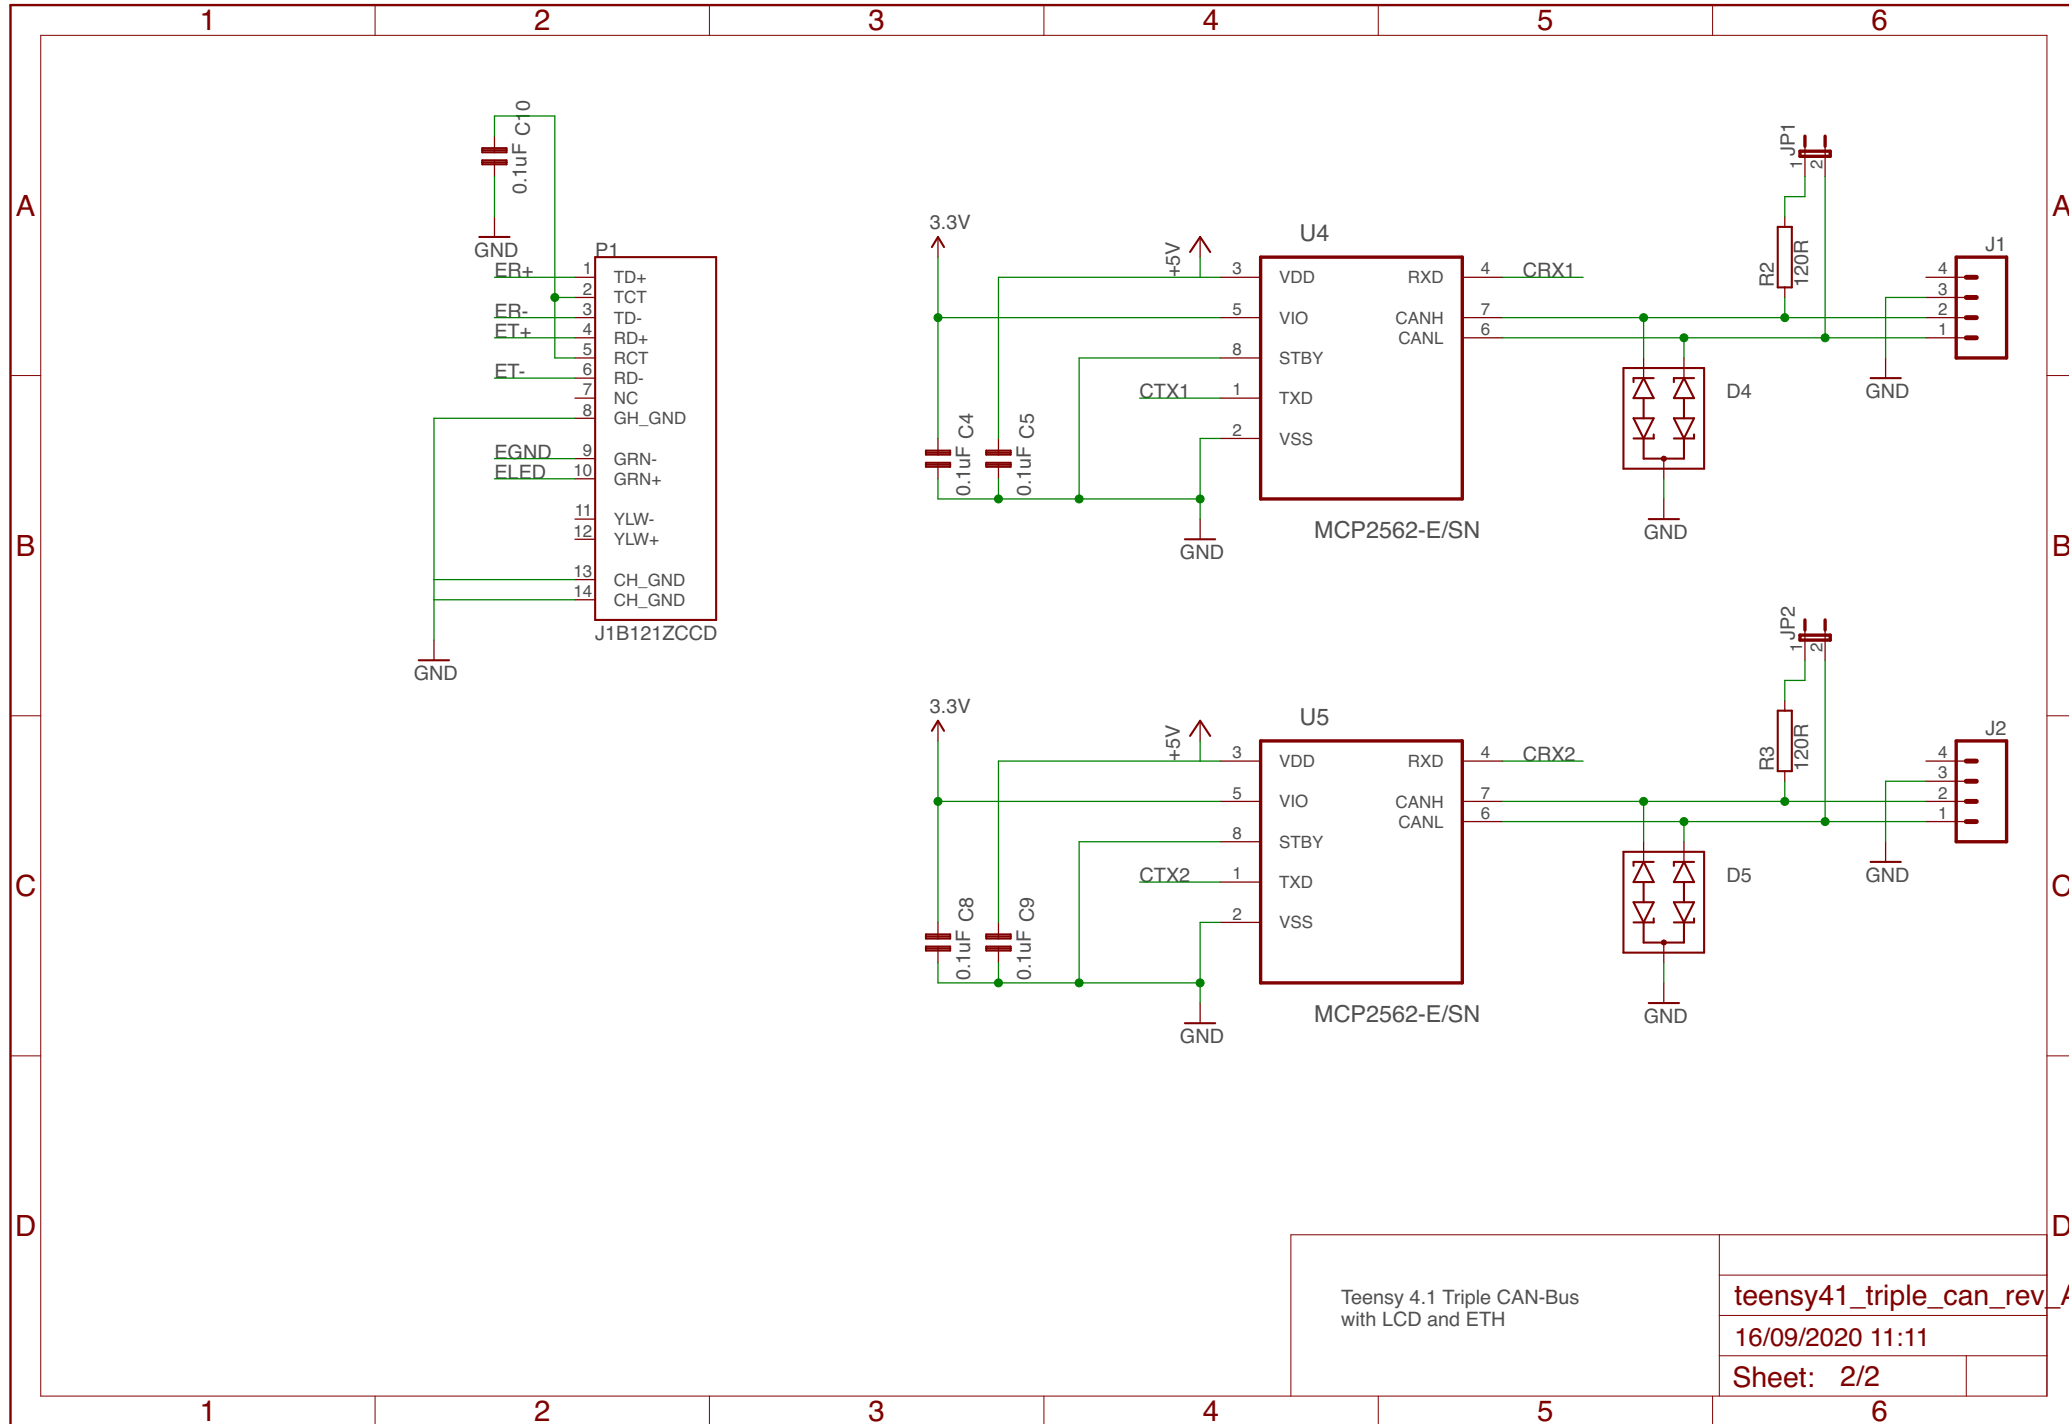 1 2 3 4 5 6
A A
B B
C C
D D
C10
0.1uF
GND
P1
ER+ 1 TD+
2 TCT
ER- 3 TD-
ET+ 4 RD+
5 RCT
ET- 6 RD-
7 NC
8 GH_GND
EGND 9 GRN-
ELED 10 GRN+
11 YLW-
12 YLW+
13 CH_GND
14 CH_GND
J1B121ZCCD
GND
3.3V
+5V
U4
3 VDD RXD 4 CRX1
5 VIO CANH 7
CANL 6
8 STBY
CTX1 1 TXD
2 VSS
0.1uF C4
0.1uF C5
GND
MCP2562-E/SN
JP1
1
2
R2
120R
J1
4
3
2
1
D4
GND
GND
3.3V
+5V
U5
3 VDD RXD 4 CRX2
5 VIO CANH 7
CANL 6
8 STBY
CTX2 1 TXD
2 VSS
0.1uF C8
0.1uF C9
GND
MCP2562-E/SN
JP2
1
2
R3
120R
J2
4
3
2
1
D5
GND
GND
Teensy 4.1 Triple CAN-Bus
with LCD and ETH
teensy41_triple_can_rev_A
16/09/2020 11:11
Sheet: 2/2
1 2 3 4 5 6